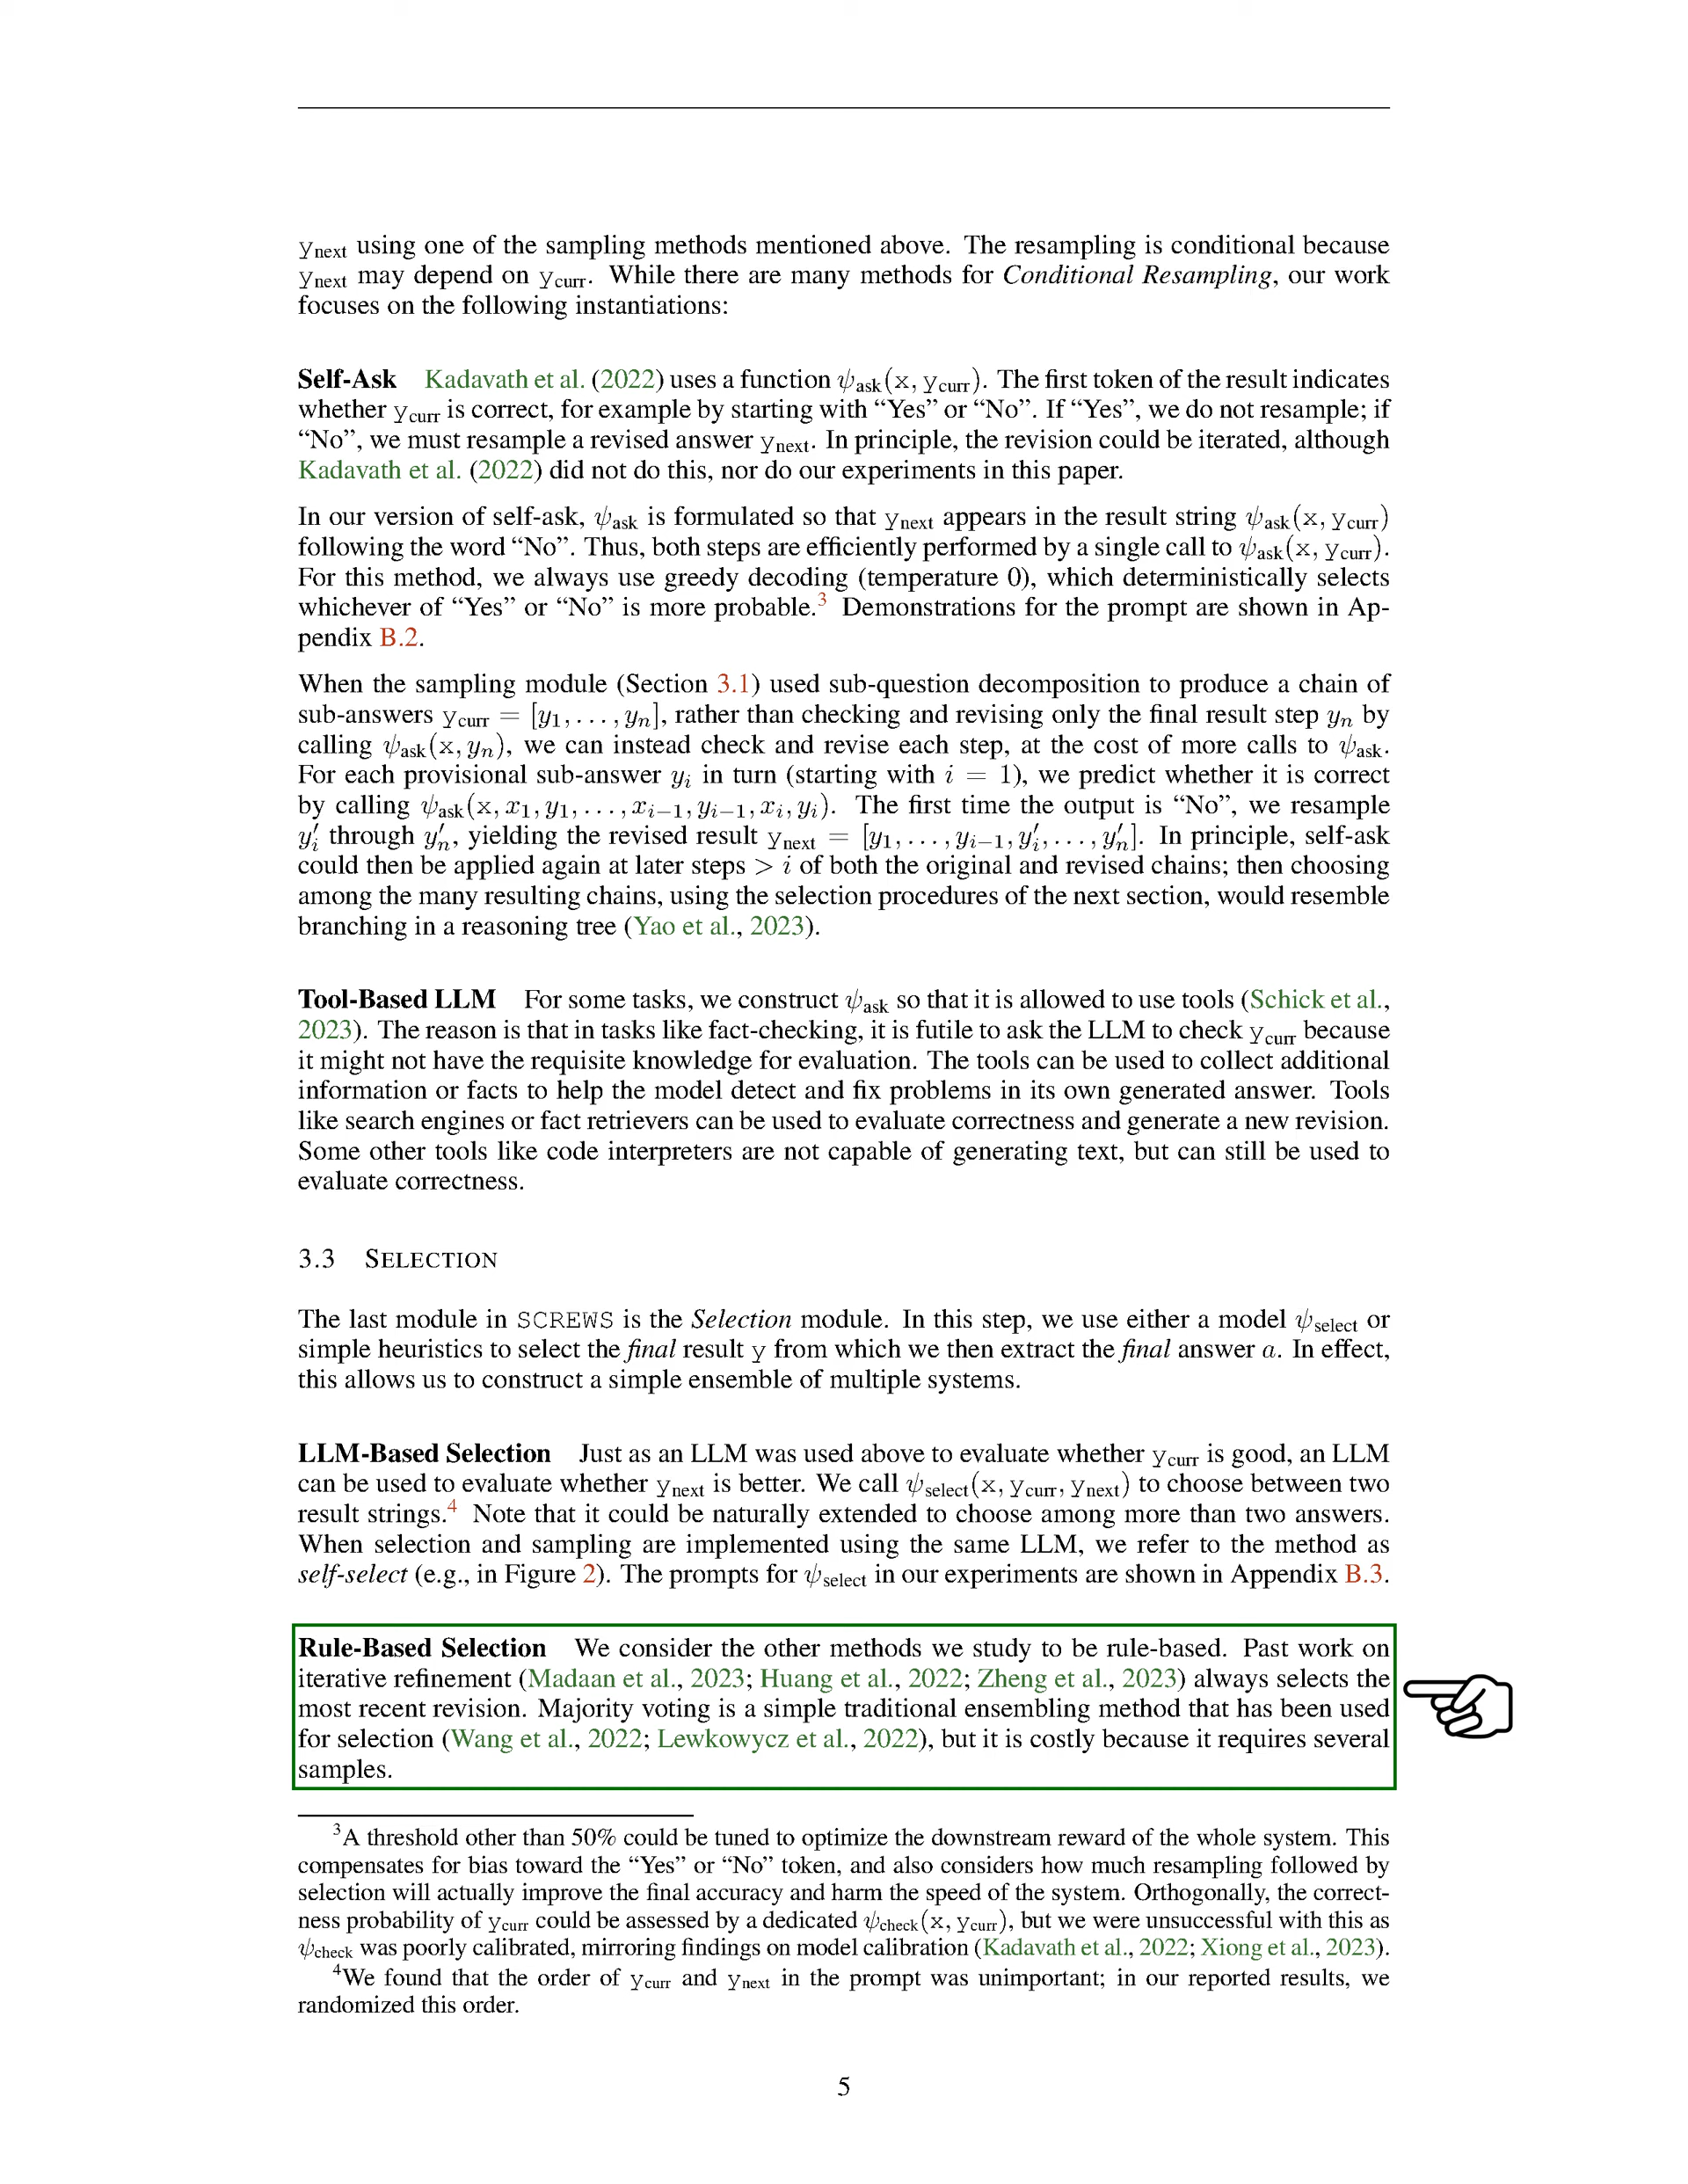 ynext using one of the sampling methods mentioned above. The resampling is conditional because
ynext may depend on ycurr. While there are many methods for Conditional Resampling, our work
focuses on the following instantiations:
Self-Ask Kadavath et al. (2022) uses a function ψask(x, ycurr). The first token of the result indicates
whether ycurr is correct, for example by starting with “Yes” or “No”. If “Yes”, we do not resample; if
“No”, we must resample a revised answer ynext. In principle, the revision could be iterated, although
Kadavath et al. (2022) did not do this, nor do our experiments in this paper.
In our version of self-ask, ψask is formulated so that ynext appears in the result string ψask(x, ycurr)
following the word “No”. Thus, both steps are efficiently performed by a single call to ψask(x, ycurr).
For this method, we always use greedy decoding (temperature 0), which deterministically selects
whichever of “Yes” or “No” is more probable.3 Demonstrations for the prompt are shown in Ap-
pendix B.2.
When the sampling module (Section 3.1) used sub-question decomposition to produce a chain of
sub-answers ycurr = [y1, . . . , yn], rather than checking and revising only the final result step yn by
calling ψask(x, yn), we can instead check and revise each step, at the cost of more calls to ψask.
For each provisional sub-answer yi in turn (starting with i = 1), we predict whether it is correct
by calling ψask(x, x1, y1, . . . , xi−1, yi−1, xi, yi). The first time the output is “No”, we resample
y′i through y′n, yielding the revised result ynext = [y1, . . . , yi−1, y′i, . . . , y′n]. In principle, self-ask
could then be applied again at later steps > i of both the original and revised chains; then choosing
among the many resulting chains, using the selection procedures of the next section, would resemble
branching in a reasoning tree (Yao et al., 2023).
Tool-Based LLM For some tasks, we construct ψask so that it is allowed to use tools (Schick et al.,
2023). The reason is that in tasks like fact-checking, it is futile to ask the LLM to check ycurr because
it might not have the requisite knowledge for evaluation. The tools can be used to collect additional
information or facts to help the model detect and fix problems in its own generated answer. Tools
like search engines or fact retrievers can be used to evaluate correctness and generate a new revision.
Some other tools like code interpreters are not capable of generating text, but can still be used to
evaluate correctness.
3.3 SELECTION
The last module in SCREWS is the Selection module. In this step, we use either a model ψselect or
simple heuristics to select the final result y from which we then extract the final answer a. In effect,
this allows us to construct a simple ensemble of multiple systems.
LLM-Based Selection Just as an LLM was used above to evaluate whether ycurr is good, an LLM
can be used to evaluate whether ynext is better. We call ψselect(x, ycurr, ynext) to choose between two
result strings.4 Note that it could be naturally extended to choose among more than two answers.
When selection and sampling are implemented using the same LLM, we refer to the method as
self-select (e.g., in Figure 2). The prompts for ψselect in our experiments are shown in Appendix B.3.
Rule-Based Selection We consider the other methods we study to be rule-based. Past work on
iterative refinement (Madaan et al., 2023; Huang et al., 2022; Zheng et al., 2023) always selects the
most recent revision. Majority voting is a simple traditional ensembling method that has been used
for selection (Wang et al., 2022; Lewkowycz et al., 2022), but it is costly because it requires several
samples.
3A threshold other than 50% could be tuned to optimize the downstream reward of the whole system. This
compensates for bias toward the “Yes” or “No” token, and also considers how much resampling followed by
selection will actually improve the final accuracy and harm the speed of the system. Orthogonally, the correct-
ness probability of ycurr could be assessed by a dedicated ψcheck(x, ycurr), but we were unsuccessful with this as
ψcheck was poorly calibrated, mirroring findings on model calibration (Kadavath et al., 2022; Xiong et al., 2023).
4We found that the order of ycurr and ynext in the prompt was unimportant; in our reported results, we
randomized this order.
5